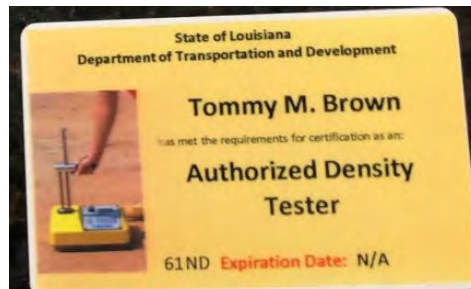 State of Louisiana
Department of Transportation and Development
Tommy M. Brown
has met the requirements for certification as an:
Authorized Density
Tester
61ND Expiration Date: N/A